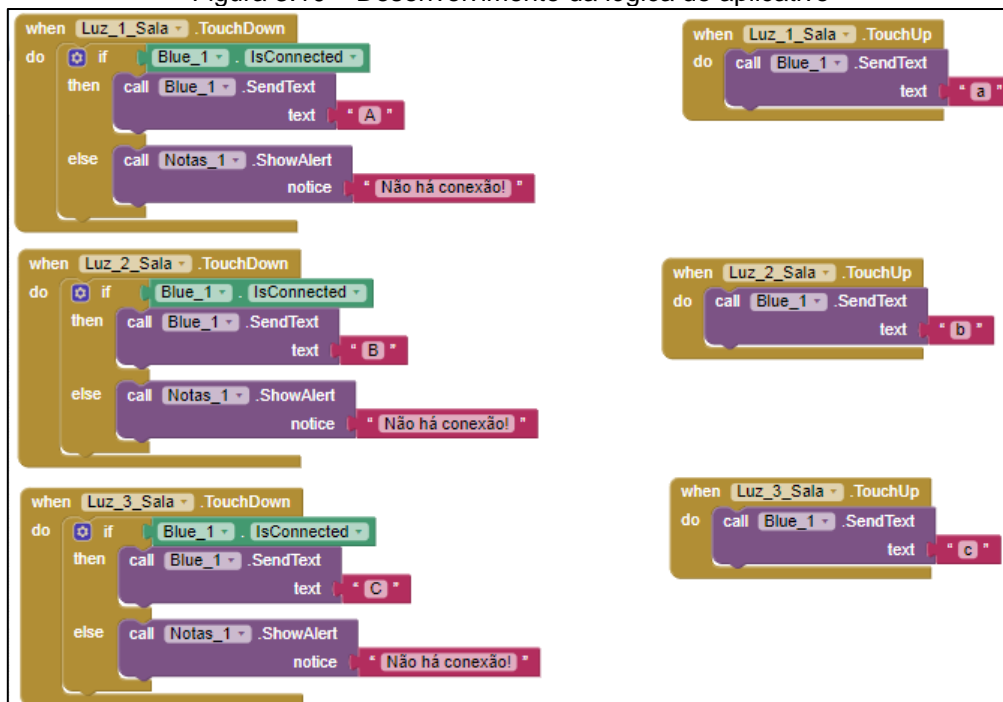 when Luz_1_Sala .TouchDown
do if Blue_1 . IsConnected
then call Blue_1 .SendText
text " A "
else call Notas_1 .ShowAlert
notice " Não há conexão! "
when Luz_1_Sala .TouchUp
do call Blue_1 .SendText
text " a "
when Luz_2_Sala .TouchDown
do if Blue_1 . IsConnected
then call Blue_1 .SendText
text " B "
else call Notas_1 .ShowAlert
notice " Não há conexão! "
when Luz_2_Sala .TouchUp
do call Blue_1 .SendText
text " b "
when Luz_3_Sala .TouchDown
do if Blue_1 . IsConnected
then call Blue_1 .SendText
text " C "
else call Notas_1 .ShowAlert
notice " Não há conexão! "
when Luz_3_Sala .TouchUp
do call Blue_1 .SendText
text " c "